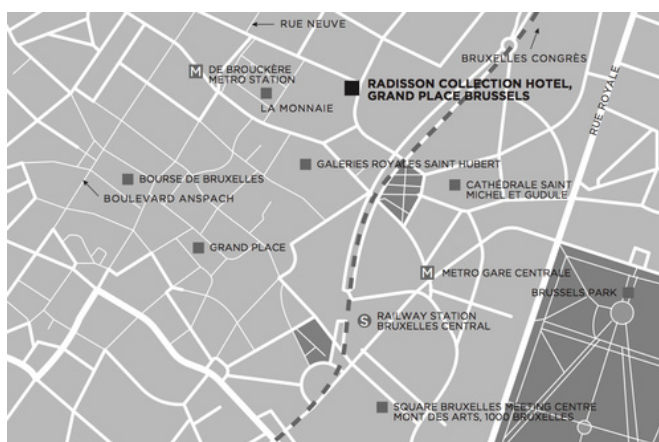 RUE NEUVE
BRUXELLES CONGRÈS
M DE BROUCKÈRE
METRO STATION
LA MONNAIE
RADISSON COLLECTION HOTEL,
GRAND PLACE BRUSSELS
RUE ROYALE
GALERIES ROYALES SAINT HUBERT
BOURSE DE BRUXELLES
CATHÉDRALE SAINT
MICHEL ET GUDULE
BOULEVARD ANSPACH
GRAND PLACE
M METRO GARE CENTRALE
BRUSSELS PARK
S RAILWAY STATION
BRUXELLES CENTRAL
SQUARE BRUXELLES MEETING CENTRE
MONT DES ARTS, 1000 BRUXELLES